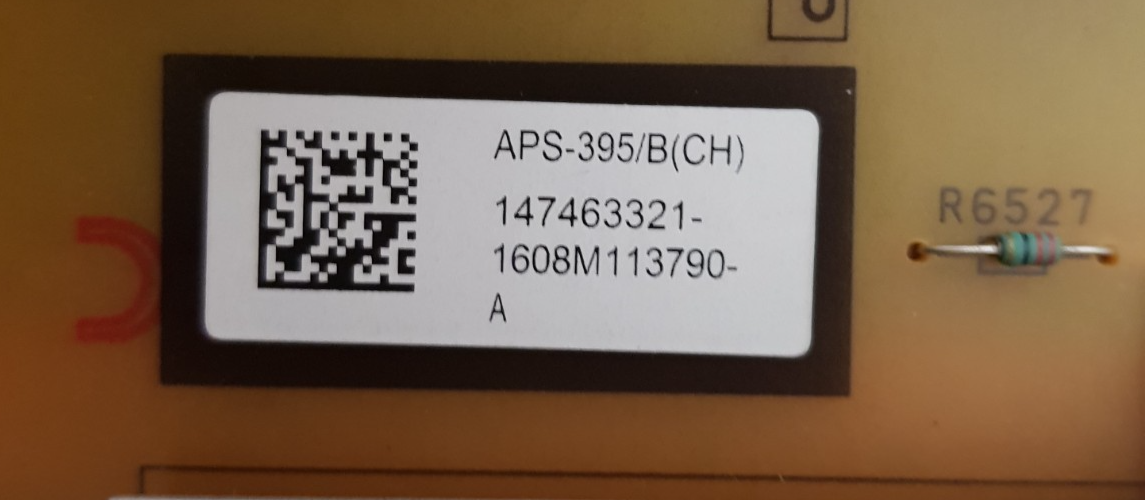 APS-395/B(CH)
147463321-
1608M113790-
A
R6527